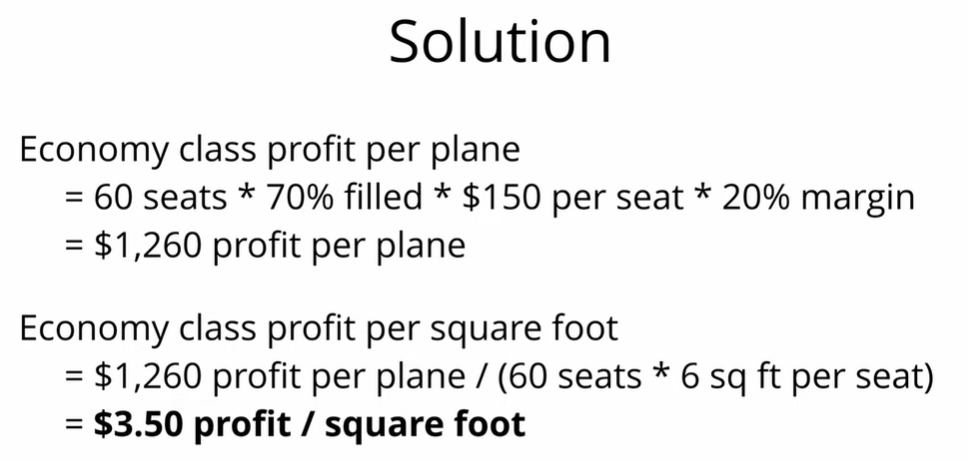 Solution
Economy class profit per plane
= 60 seats * 70% filled * $150 per seat * 20% margin
= $1,260 profit per plane
Economy class profit per square foot
= $1,260 profit per plane / (60 seats * 6 sq ft per seat)
= $3.50 profit / square foot